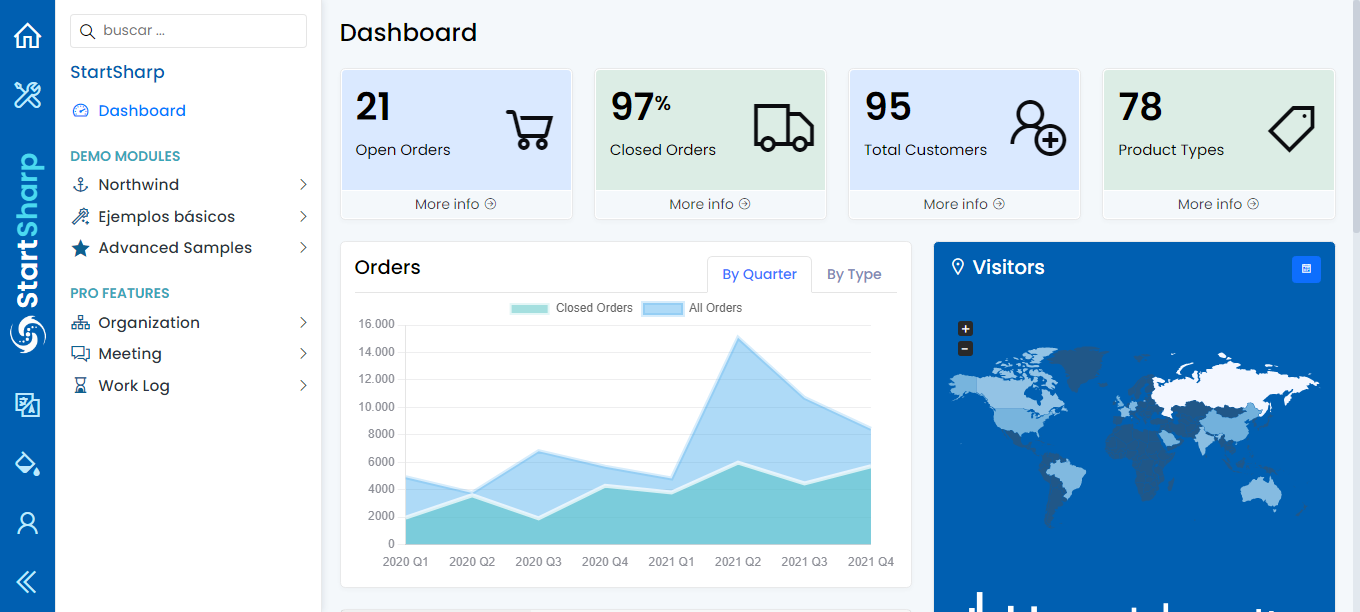 StartSharp
buscar ...
StartSharp
Dashboard
DEMO MODULES
Northwind
Ejemplos básicos
Advanced Samples
PRO FEATURES
Organization
Meeting
Work Log
Dashboard
21
Open Orders
More info
97%
Closed Orders
More info
95
Total Customers
More info
78
Product Types
More info
Orders
By Quarter
By Type
Closed Orders
All Orders
16.000
14.000
12.000
10.000
8000
6000
4000
2000
0
2020 Q1 2020 Q2 2020 Q3 2020 Q4 2021 Q1 2021 Q2 2021 Q3 2021 Q4
Visitors
+
−